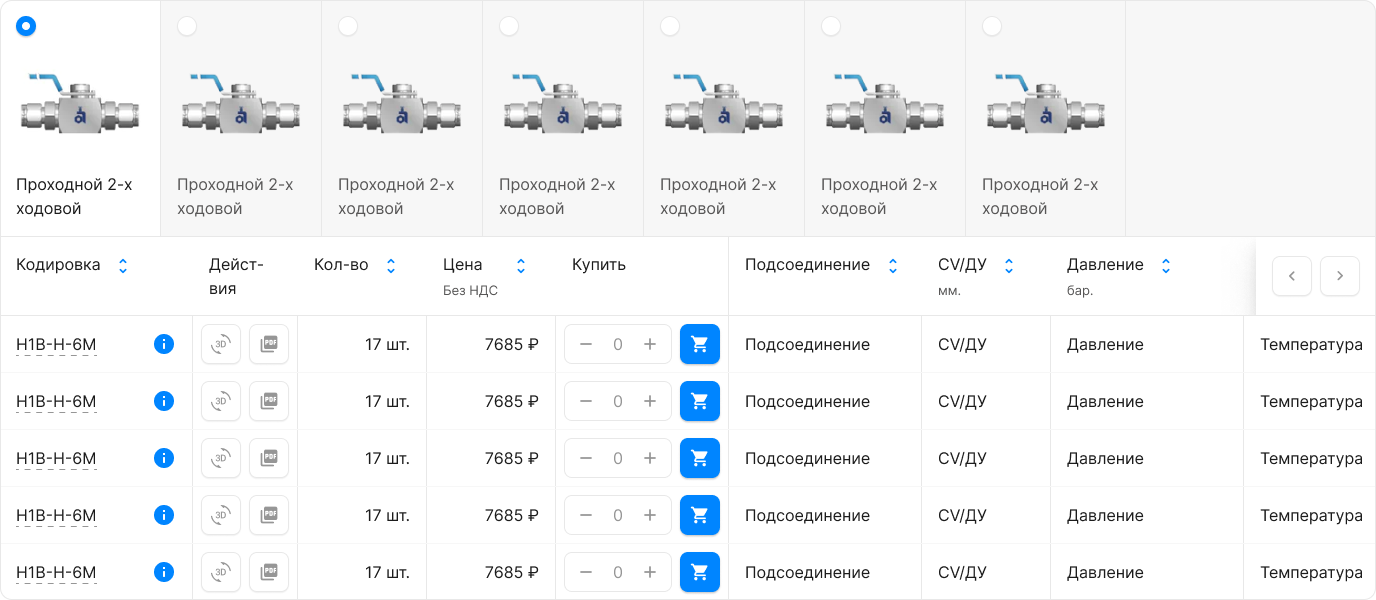 Проходной 2-х
ходовой
Проходной 2-х
ходовой
Проходной 2-х
ходовой
Проходной 2-х
ходовой
Проходной 2-х
ходовой
Проходной 2-х
ходовой
Проходной 2-х
ходовой
Кодировка
Дейст-
вия
Кол-во
Цена
Без НДС
Купить
Подсоединение
CV/ДУ
мм.
Давление
бар.
H1B-H-6M 3D PDF 17 шт. 7685 ₽ 0 Подсоединение CV/ДУ Давление Температура
H1B-H-6M 3D PDF 17 шт. 7685 ₽ 0 Подсоединение CV/ДУ Давление Температура
H1B-H-6M 3D PDF 17 шт. 7685 ₽ 0 Подсоединение CV/ДУ Давление Температура
H1B-H-6M 3D PDF 17 шт. 7685 ₽ 0 Подсоединение CV/ДУ Давление Температура
H1B-H-6M 3D PDF 17 шт. 7685 ₽ 0 Подсоединение CV/ДУ Давление Температура